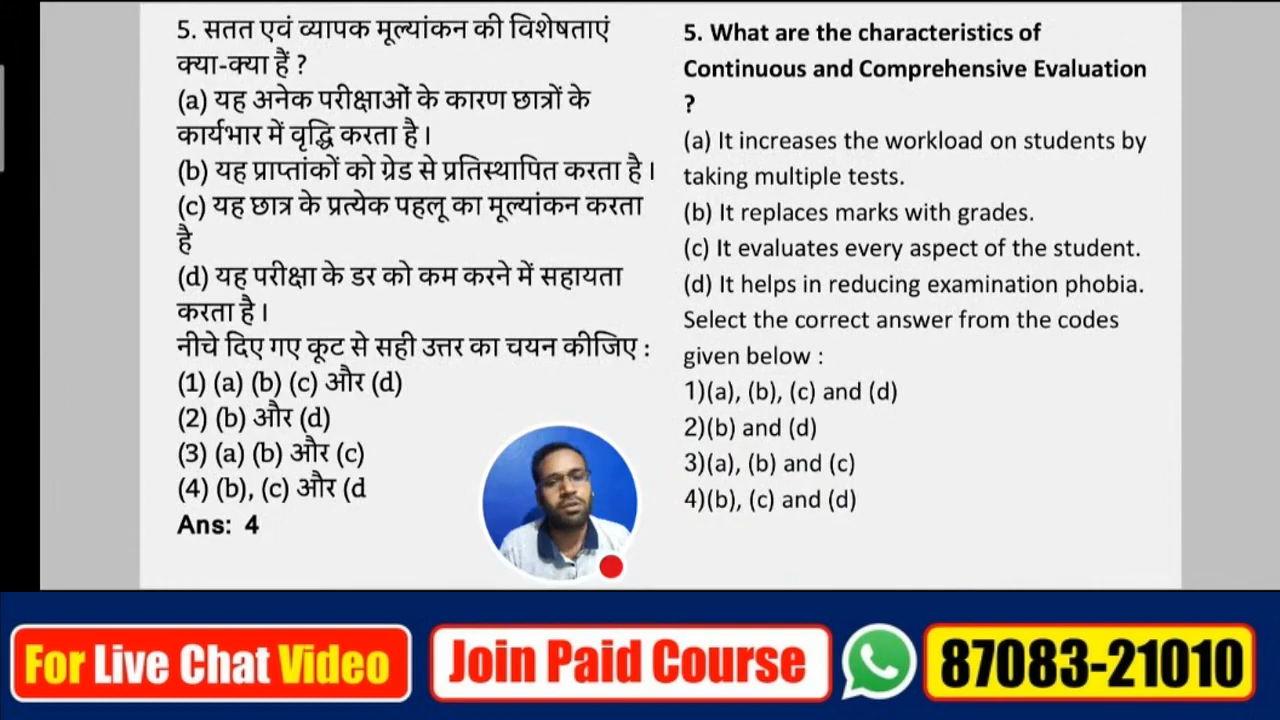 5. सतत एवं व्यापक मूल्यांकन की विशेषताएं
क्या-क्या हैं ?
(a) यह अनेक परीक्षाओं के कारण छात्रों के
कार्यभार में वृद्धि करता है।
(b) यह प्राप्तांकों को ग्रेड से प्रतिस्थापित करता है ।
(c) यह छात्र के प्रत्येक पहलू का मूल्यांकन करता
है
(d) यह परीक्षा के डर को कम करने में सहायता
करता है।
नीचे दिए गए कूट से सही उत्तर का चयन कीजिए :
(1) (a) (b) (c) और (d)
(2) (b) और (d)
(3) (a) (b) और (c)
(4) (b), (c) और (d
Ans: 4
5. What are the characteristics of
Continuous and Comprehensive Evaluation
?
(a) It increases the workload on students by
taking multiple tests.
(b) It replaces marks with grades.
(c) It evaluates every aspect of the student.
(d) It helps in reducing examination phobia.
Select the correct answer from the codes
given below :
1)(a), (b), (c) and (d)
2)(b) and (d)
3)(a), (b) and (c)
4)(b), (c) and (d)
For Live Chat Video
Join Paid Course
87083-21010